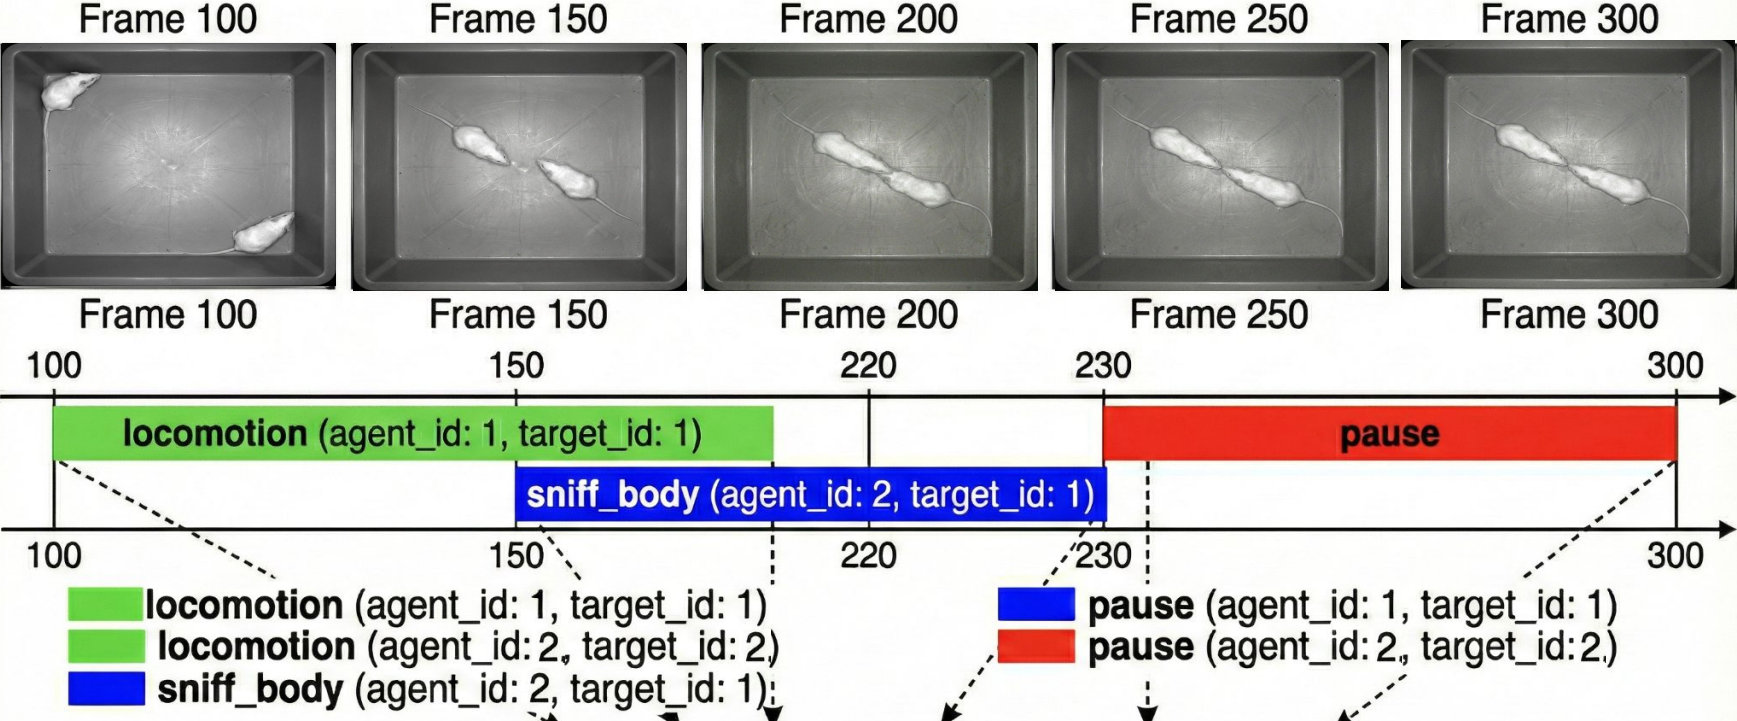 Frame 100 Frame 150 Frame 200 Frame 250 Frame 300
Frame 100 Frame 150 Frame 200 Frame 250 Frame 300
100 150 220 230 300
locomotion (agent_id: 1, target_id: 1) pause
sniff_body (agent_id: 2, target_id: 1)
100 150 220 230 300
locomotion (agent_id: 1, target_id: 1)
locomotion (agent_id: 2, target_id: 2)
sniff_body (agent_id: 2, target_id: 1)
pause (agent_id: 1, target_id: 1)
pause (agent_id: 2, target_id: 2.)